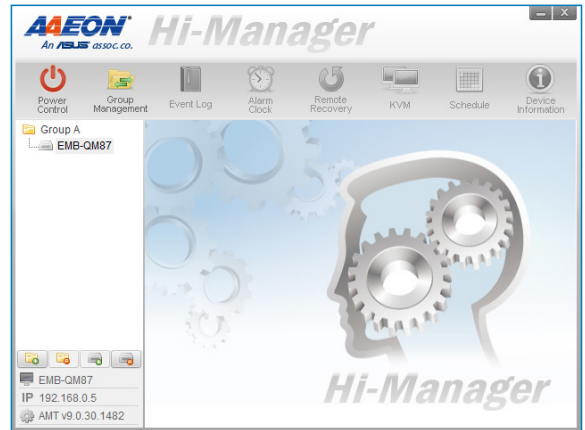 AAEON
An ASUS assoc. co.
Hi-Manager
Power Control
Group Management
Event Log
Alarm Clock
Remote Recovery
KVM
Schedule
Device Information
Group A
EMB-QM87
EMB-QM87
IP 192.168.0.5
AMT v9.0.30.1482
Hi-Manager